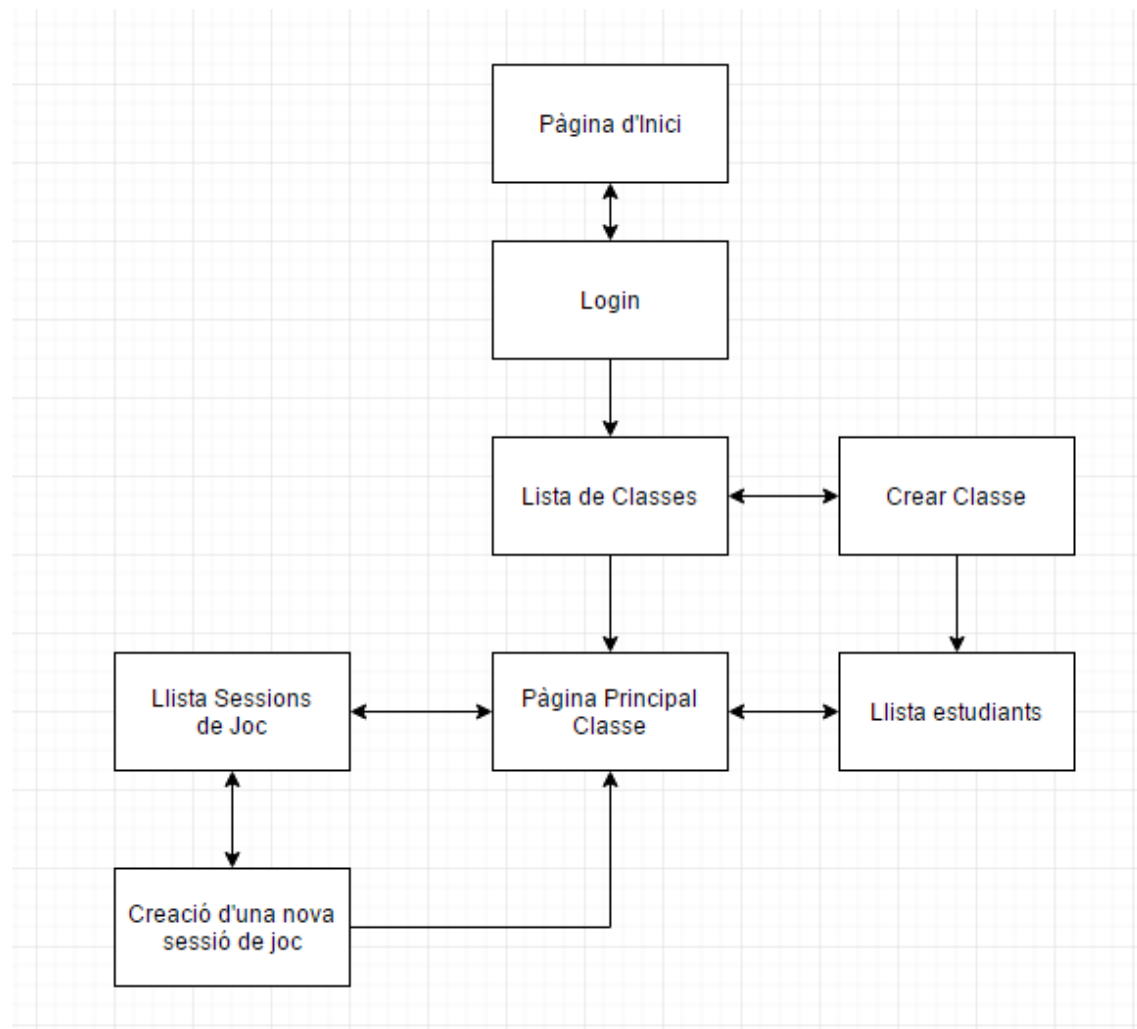 Pàgina d'Inici
Login
Lista de Classes
Crear Classe
Llista Sessions
de Joc
Pàgina Principal
Classe
Llista estudiants
Creació d'una nova
sessió de joc